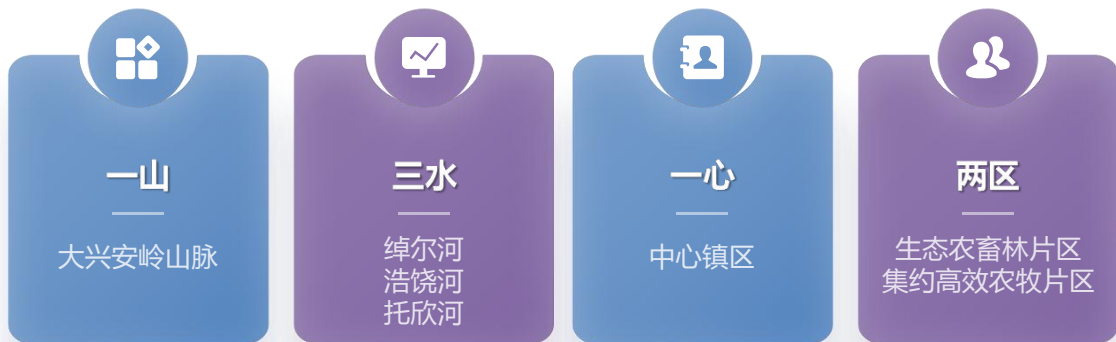 一山
大兴安岭山脉
三水
绰尔河
浩饶河
托欣河
一心
中心镇区
两区
生态农畜林片区
集约高效农牧片区